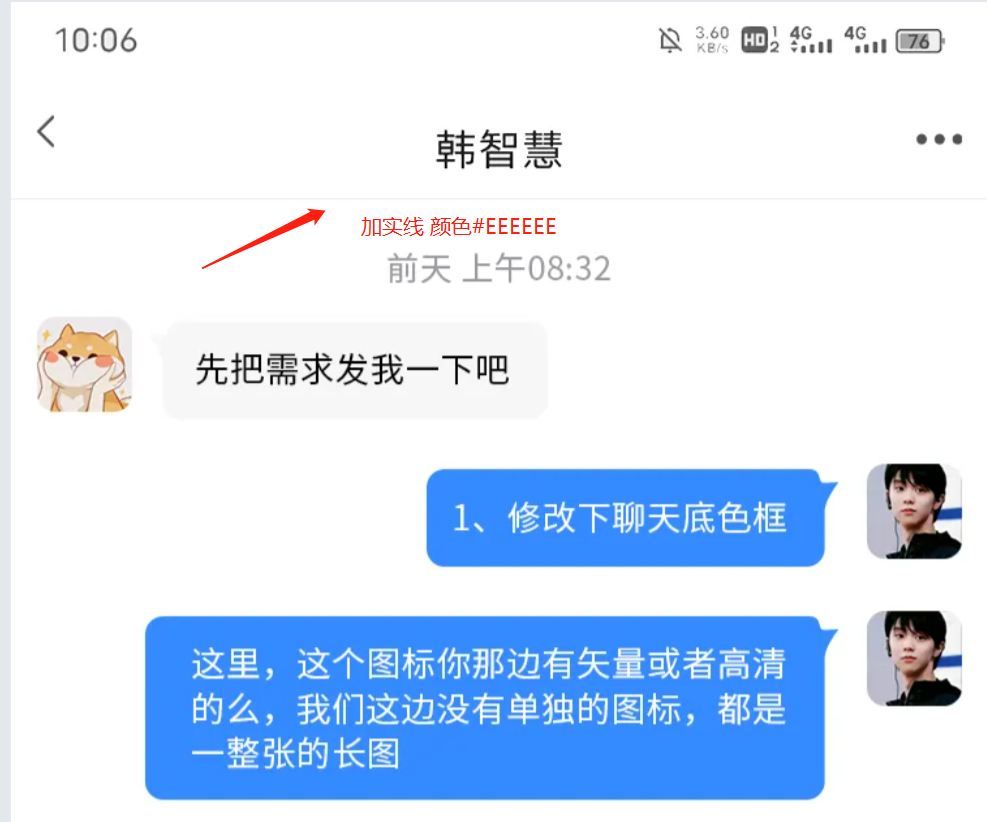 10:06
3.60 KB/s HD 1 2 4G 4G 76
韩智慧
加实线 颜色#EEEEEE
前天 上午08:32
先把需求发我一下吧
1、修改下聊天底色框
这里，这个图标你那边有矢量或者高清
的么，我们这边没有单独的图标，都是
一整张的长图